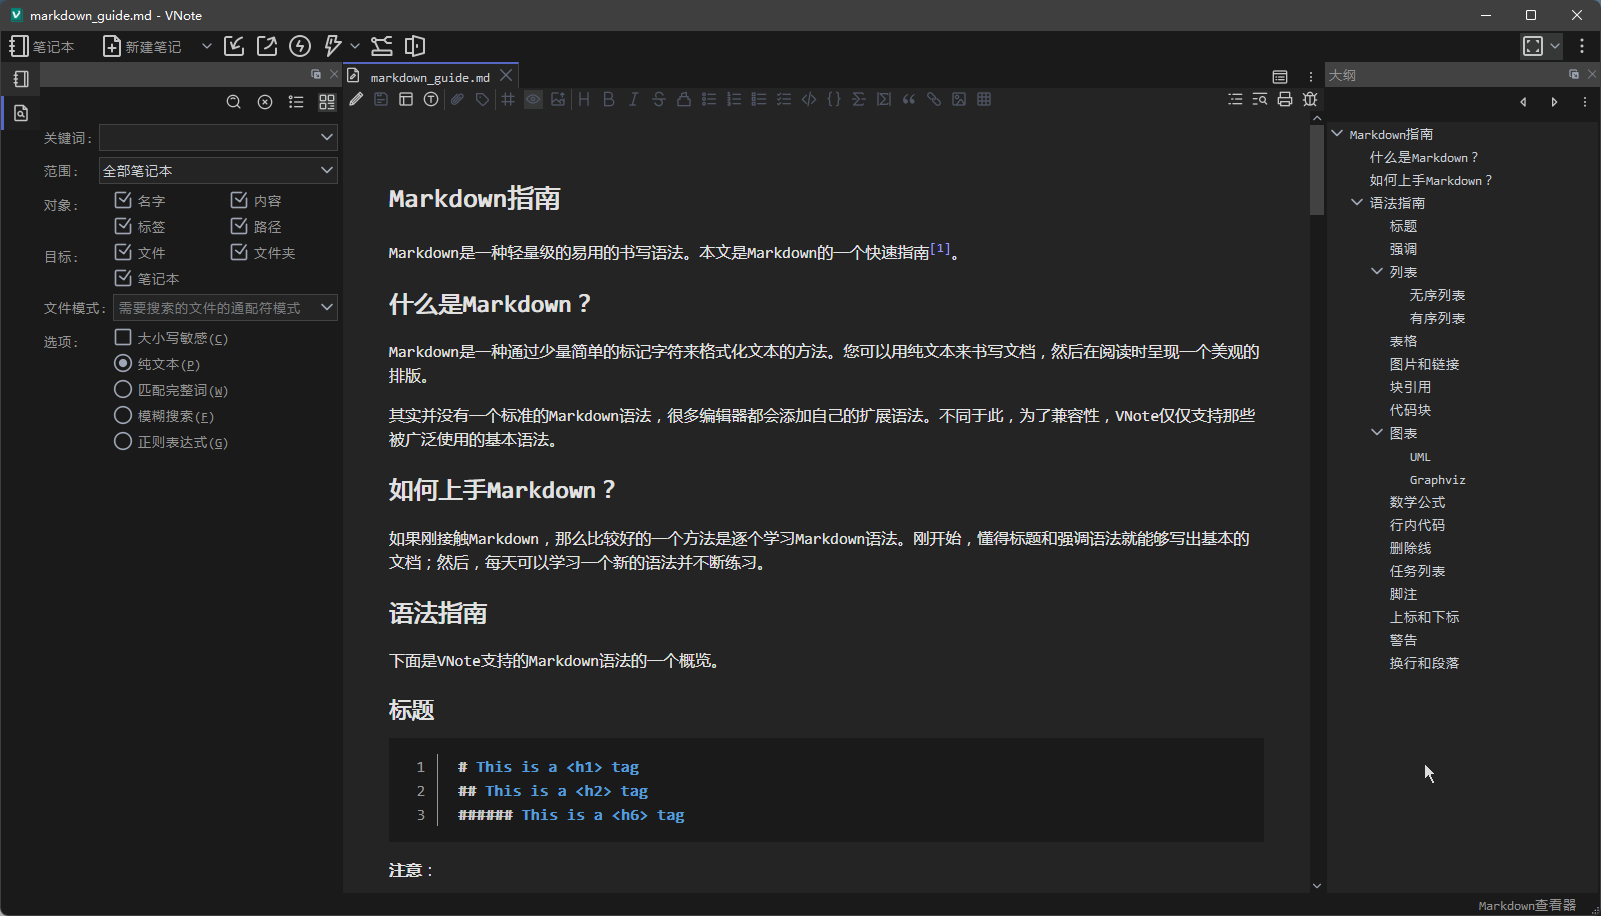 markdown_guide.md - VNote
笔记本
新建笔记
markdown_guide.md
大纲
关键词：
范围：
全部笔记本
对象：
名字
内容
标签
路径
目标：
文件
文件夹
笔记本
文件模式：
需要搜索的文件的通配符模式
选项：
大小写敏感(C)
纯文本(P)
匹配完整词(W)
模糊搜索(F)
正则表达式(G)
Markdown指南
Markdown是一种轻量级的易用的书写语法。本文是Markdown的一个快速指南[1]。
什么是Markdown？
Markdown是一种通过少量简单的标记字符来格式化文本的方法。您可以用纯文本来书写文档，然后在阅读时呈现一个美观的
排版。
其实并没有一个标准的Markdown语法，很多编辑器都会添加自己的扩展语法。不同于此，为了兼容性，VNote仅仅支持那些
被广泛使用的基本语法。
如何上手Markdown？
如果刚接触Markdown，那么比较好的一个方法是逐个学习Markdown语法。刚开始，懂得标题和强调语法就能够写出基本的
文档；然后，每天可以学习一个新的语法并不断练习。
语法指南
下面是VNote支持的Markdown语法的一个概览。
标题
1 # This is a <h1> tag
2 ## This is a <h2> tag
3 ###### This is a <h6> tag
注意：
Markdown指南
什么是Markdown？
如何上手Markdown？
语法指南
标题
强调
列表
无序列表
有序列表
表格
图片和链接
块引用
代码块
图表
UML
Graphviz
数学公式
行内代码
删除线
任务列表
脚注
上标和下标
警告
换行和段落
Markdown查看器